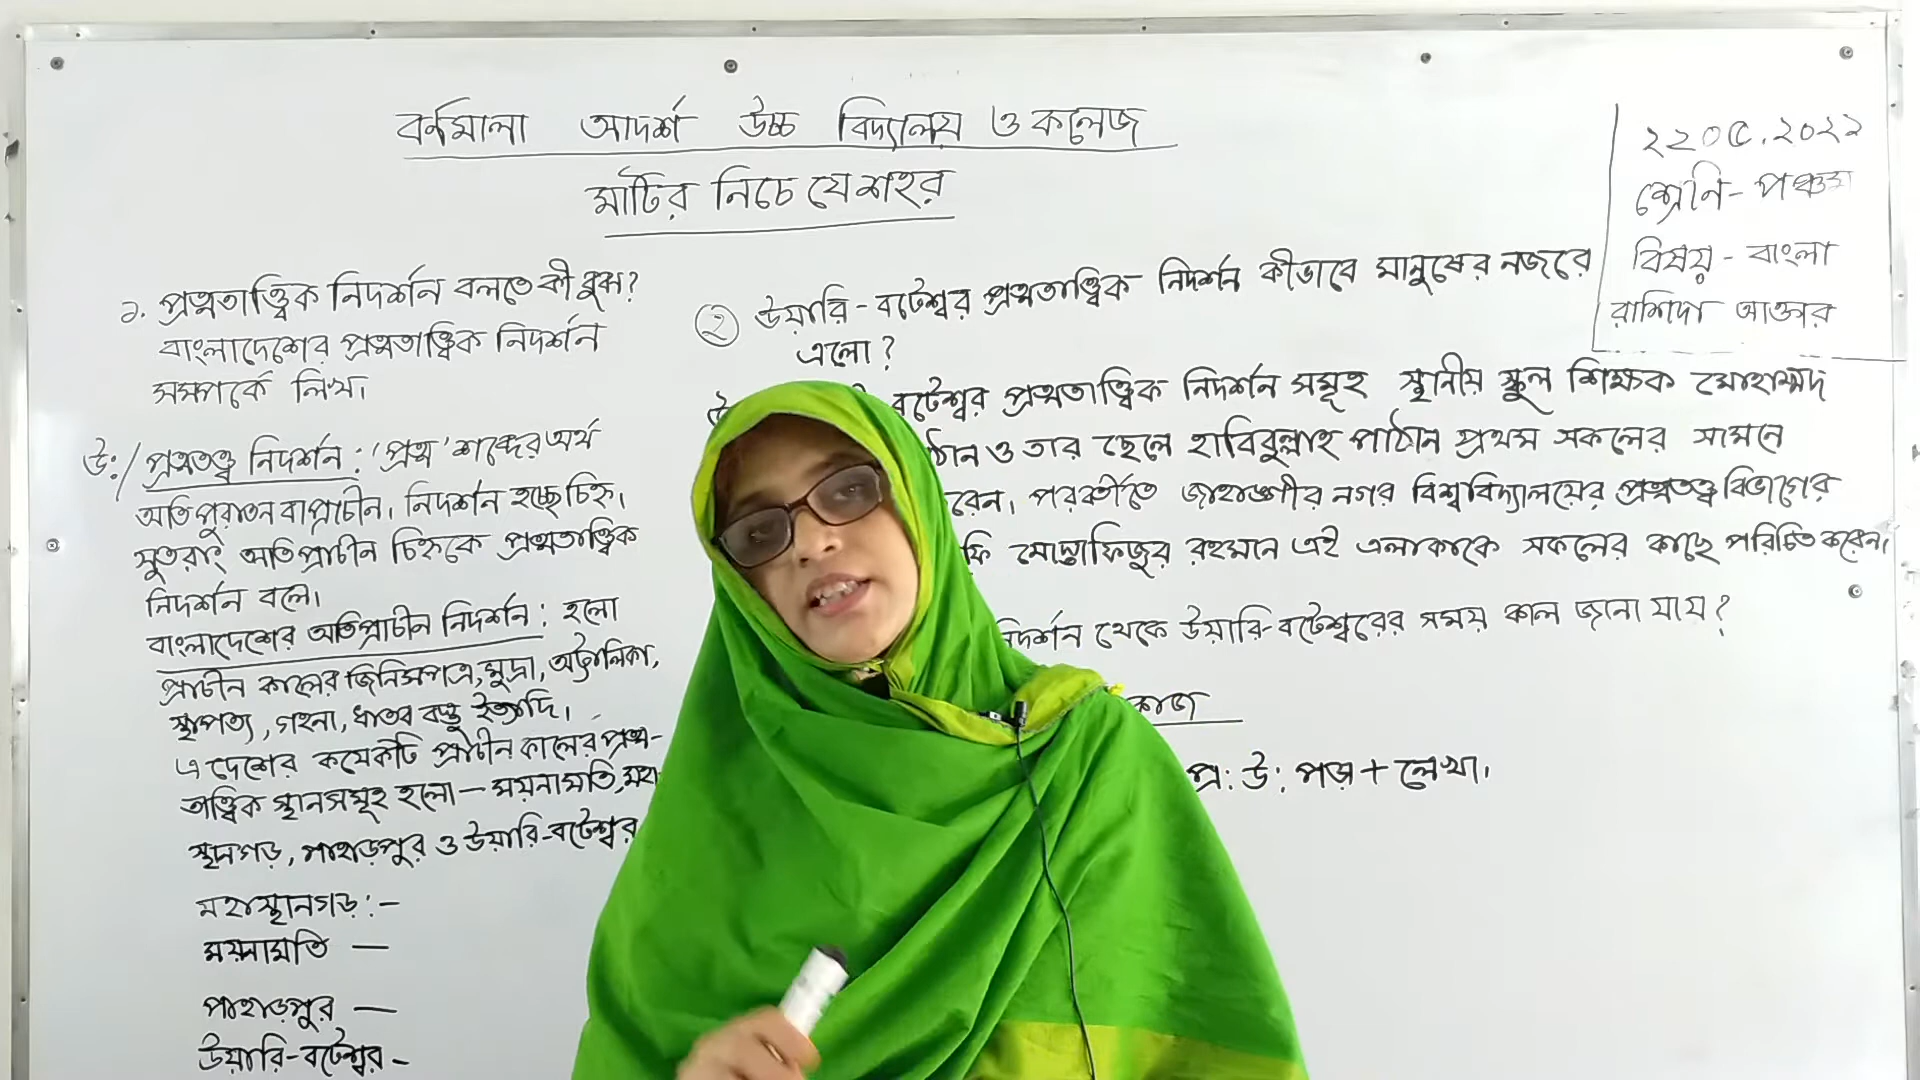 বর্ণমালা আদর্শ উচ্চ বিদ্যালয় ও কলেজ
মাটির নিচে যে শহর
২২০৫.২০২১
শ্রেনি - পঞ্চম
বিষয় - বাংলা
রাশিদা আক্তার
১. প্রত্নতাত্ত্বিক নিদর্শন বলতে কী বুঝ?
বাংলাদেশের প্রত্নতাত্ত্বিক নিদর্শন
সম্পর্কে লিখ।
উ:/ প্রত্নতত্ত্ব নিদর্শন : 'প্রত্ন' শব্দের অর্থ
অতি পুরাতন বা প্রাচীন। নিদর্শন হচ্ছে চিহ্ন।
সুতরাং অতিপ্রাচীন চিহ্নকে প্রত্নতাত্ত্বিক
নিদর্শন বলে।
বাংলাদেশের অতিপ্রাচীন নিদর্শন : হলো
প্রাচীন কালের জিনিসপত্র, মুদ্রা, অট্টালিকা,
স্থাপত্য, গহনা, ধাতব বস্তু ইত্যাদি।
এ দেশের কয়েকটি প্রাচীন কালের প্রত্ন-
তাত্ত্বিক স্থানসমূহ হলো - ময়নামতি, মহা
স্থানগড়, পাহাড়পুর ও উয়ারি-বটেশ্বর
মহাস্থানগড় :-
ময়নামতি —
পাহাড়পুর —
উয়ারি-বটেশ্বর -
২ উয়ারি - বটেশ্বর প্রত্নতাত্ত্বিক নিদর্শন কীভাবে মানুষের নজরে
এলো?
বটেশ্বর প্রত্নতাত্ত্বিক নিদর্শন সমূহ স্থানীয় স্কুল শিক্ষক মোহাম্মদ
ঠান ও তার ছেলে হাবিবুল্লাহ পাঠান প্রথম সকলের সামনে
রেন। পরবর্তীতে জাহাঙ্গীর নগর বিশ্ববিদ্যালয়ের প্রত্নতত্ত্ব বিভাগের
ফি মোস্তাফিজুর রহমান এই এলাকাকে সকলের কাছে পরিচিত করেন।
নিদর্শন থেকে উয়ারি-বটেশ্বরের সময় কাল জানা যায়?
কাজ
প্র: উ: পড়া + লেখা।